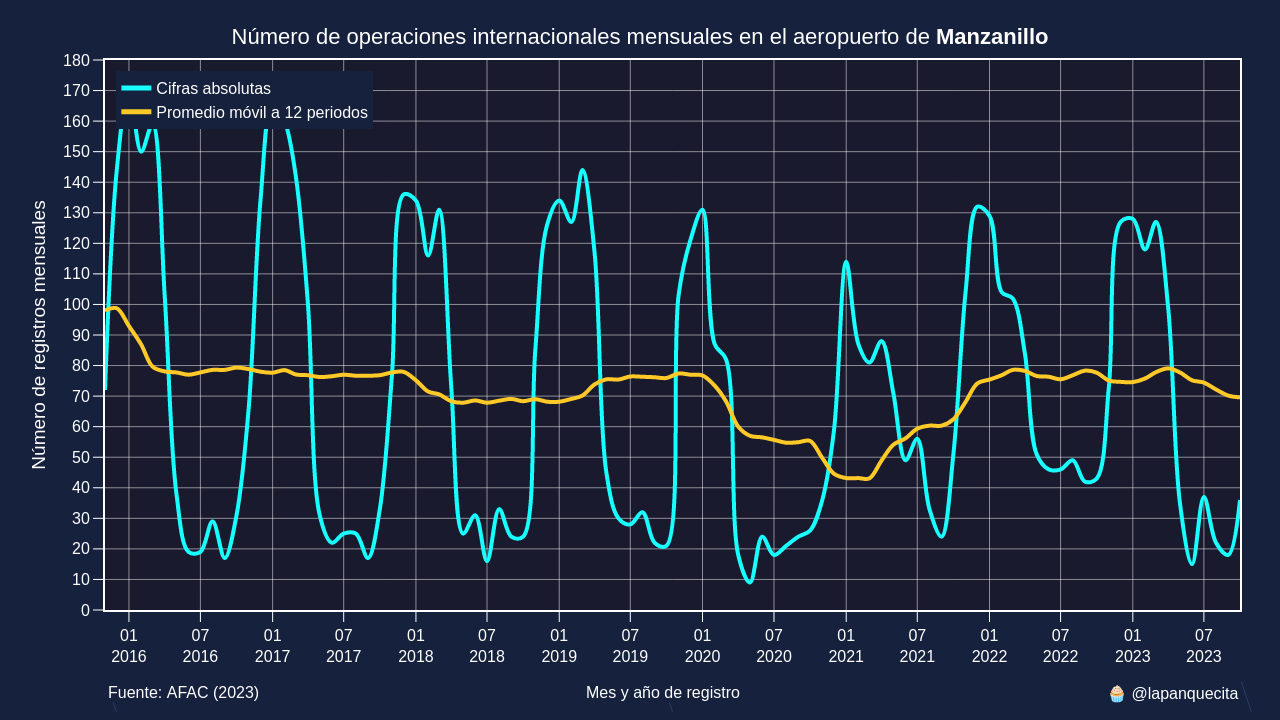 Número de operaciones internacionales mensuales en el aeropuerto de Manzanillo
Cifras absolutas
Promedio móvil a 12 periodos
Número de registros mensuales
180
170
160
150
140
130
120
110
100
90
80
70
60
50
40
30
20
10
0
01 07 01 07 01 07 01 07 01 07 01 07 01 07 01 07
2016 2016 2017 2017 2018 2018 2019 2019 2020 2020 2021 2021 2022 2022 2023 2023
Fuente: AFAC (2023) Mes y año de registro 🧁 @lapanquecita